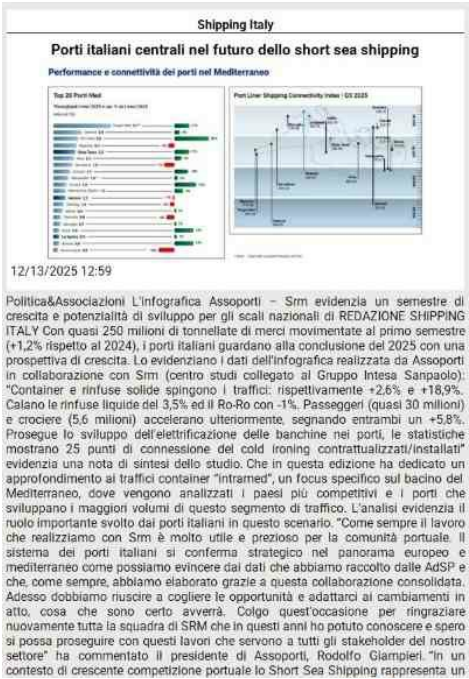 Shipping Italy
Porti italiani centrali nel futuro dello short sea shipping
Performance e connettività dei porti nel Mediterraneo
Top 20 Porti Med
Port Liner Shipping Connectivity Index | Q3 2025
12/13/2025 12:59
Politica&Associazioni L'infografica Assoporti – Srm evidenzia un semestre di
crescita e potenzialità di sviluppo per gli scali nazionali di REDAZIONE SHIPPING
ITALY Con quasi 250 milioni di tonnellate di merci movimentate al primo semestre
(+1,2% rispetto al 2024), i porti italiani guardano alla conclusione del 2025 con una
prospettiva di crescita. Lo evidenziano i dati dell'infografica realizzata da Assoporti
in collaborazione con Srm (centro studi collegato al Gruppo Intesa Sanpaolo):
"Container e rinfuse solide spingono i traffici: rispettivamente +2,6% e +18,9%.
Calano le rinfuse liquide del 3,5% ed il Ro-Ro con -1%. Passeggeri (quasi 30 milioni)
e crociere (5,6 milioni) accelerano ulteriormente, segnando entrambi un +5,8%.
Prosegue lo sviluppo dell'elettrificazione delle banchine nei porti, le statistiche
mostrano 25 punti di connessione del cold ironing contrattualizzati/installati"
evidenzia una nota di sintesi dello studio. Che in questa edizione ha dedicato un
approfondimento ai traffici container "intramed", un focus specifico sul bacino del
Mediterraneo, dove vengono analizzati i paesi più competitivi e i porti che
sviluppano i maggiori volumi di questo segmento di traffico. L'analisi evidenzia il
ruolo importante svolto dai porti italiani in questo scenario. "Come sempre il lavoro
che realizziamo con Srm è molto utile e prezioso per la comunità portuale. Il
sistema dei porti italiani si conferma strategico nel panorama europeo e
mediterraneo come possiamo evincere dai dati che abbiamo raccolto dalle AdSP e
che, come sempre, abbiamo elaborato grazie a questa collaborazione consolidata.
Adesso dobbiamo riuscire a cogliere le opportunità e adattarci ai cambiamenti in
atto, cosa che sono certo avverrà. Colgo quest'occasione per ringraziare
nuovamente tutta la squadra di SRM che in questi anni ho potuto conoscere e spero
si possa proseguire con questi lavori che servono a tutti gli stakeholder del nostro
settore" ha commentato il presidente di Assoporti, Rodolfo Giampieri. "In un
contesto di crescente competizione portuale lo Short Sea Shipping rappresenta un